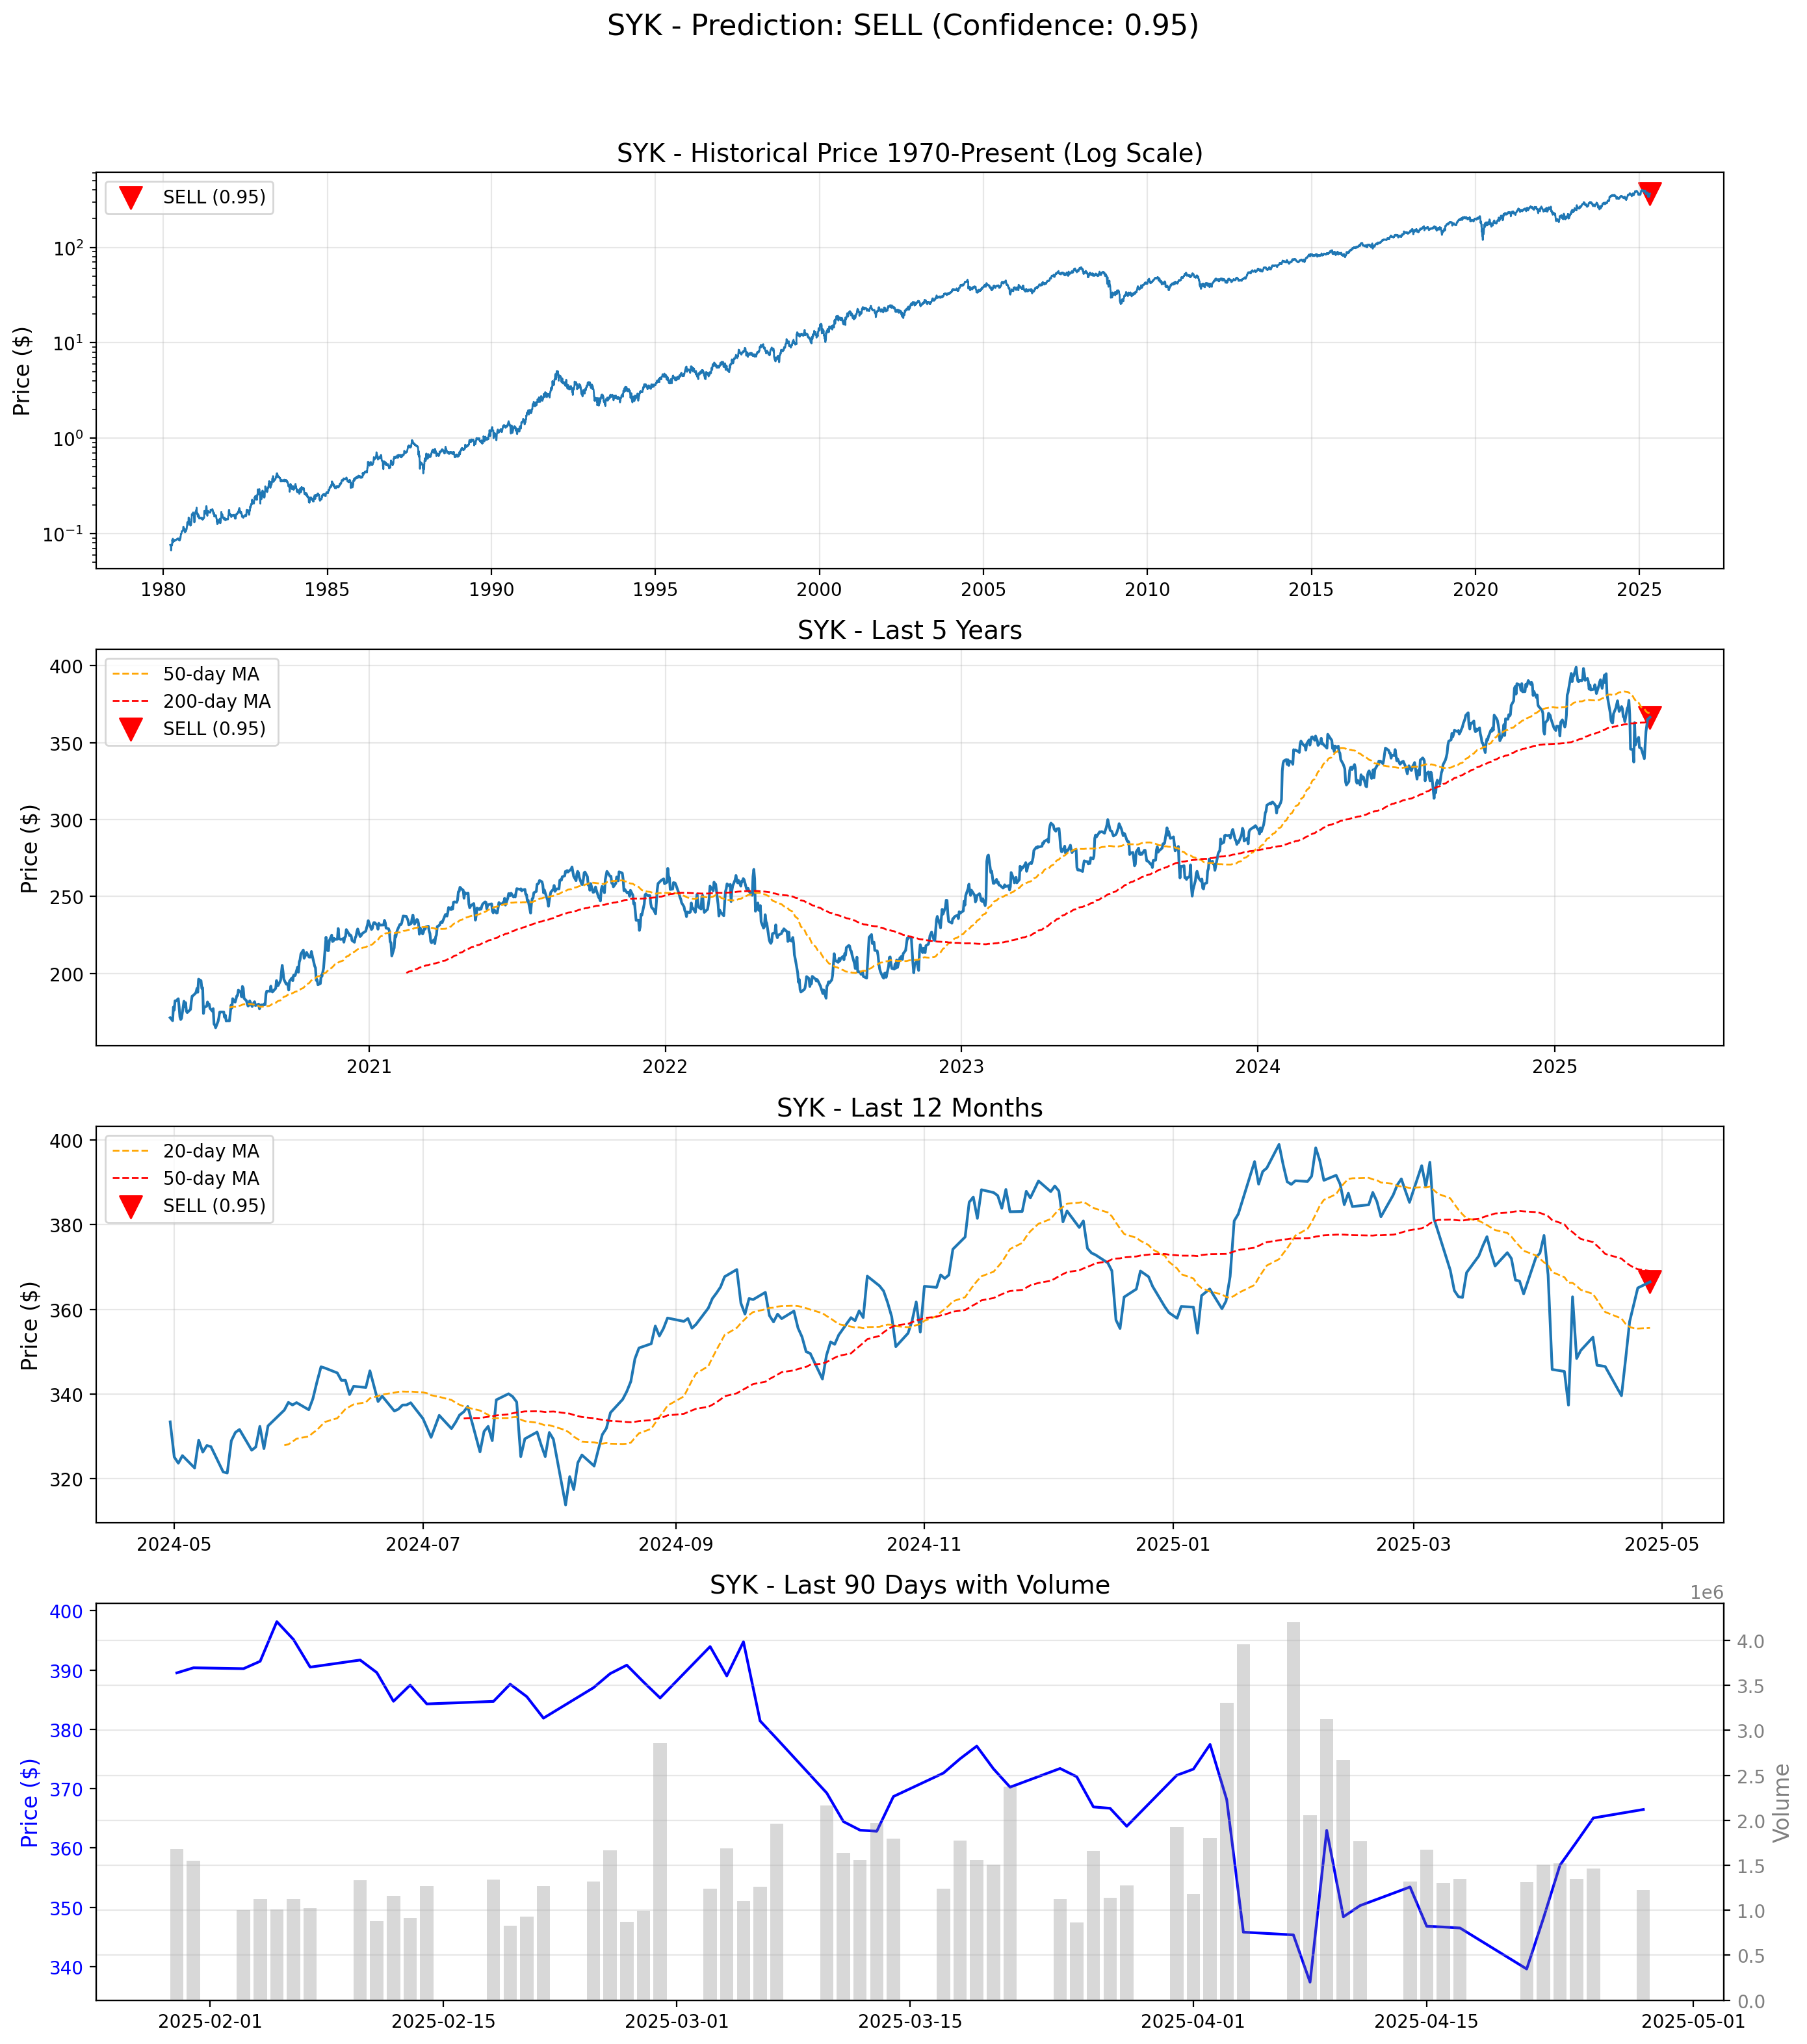 SYK - Prediction: SELL (Confidence: 0.95)
SYK - Historical Price 1970-Present (Log Scale)
SELL (0.95)
Price ($)
10²
10¹
10⁰
10⁻¹
1980 1985 1990 1995 2000 2005 2010 2015 2020 2025
SYK - Last 5 Years
50-day MA
200-day MA
SELL (0.95)
Price ($)
400
350
300
250
200
2021 2022 2023 2024 2025
SYK - Last 12 Months
20-day MA
50-day MA
SELL (0.95)
Price ($)
400
380
360
340
320
2024-05 2024-07 2024-09 2024-11 2025-01 2025-03 2025-05
SYK - Last 90 Days with Volume
1e6
Price ($)
400
390
380
370
360
350
340
Volume
4.0
3.5
3.0
2.5
2.0
1.5
1.0
0.5
0.0
2025-02-01 2025-02-15 2025-03-01 2025-03-15 2025-04-01 2025-04-15 2025-05-01